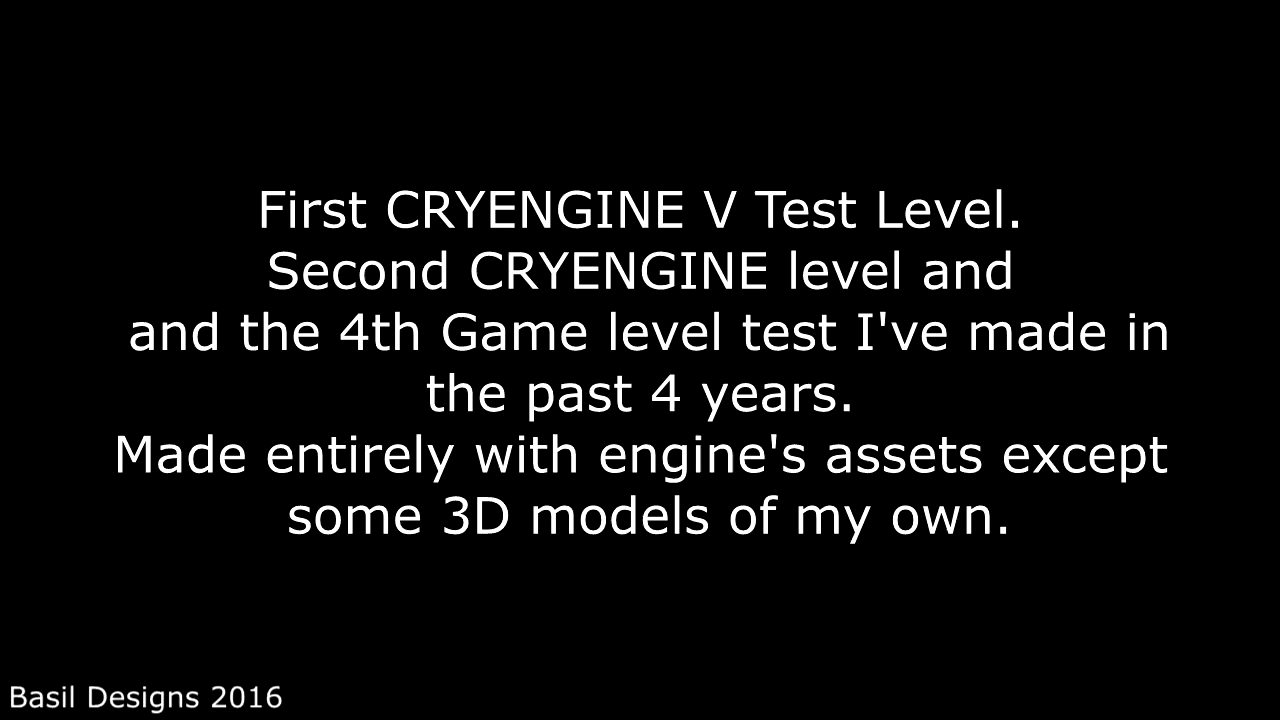 First CRYENGINE V Test Level.
Second CRYENGINE level and
and the 4th Game level test I've made in
the past 4 years.
Made entirely with engine's assets except
some 3D models of my own.
Basil Designs 2016